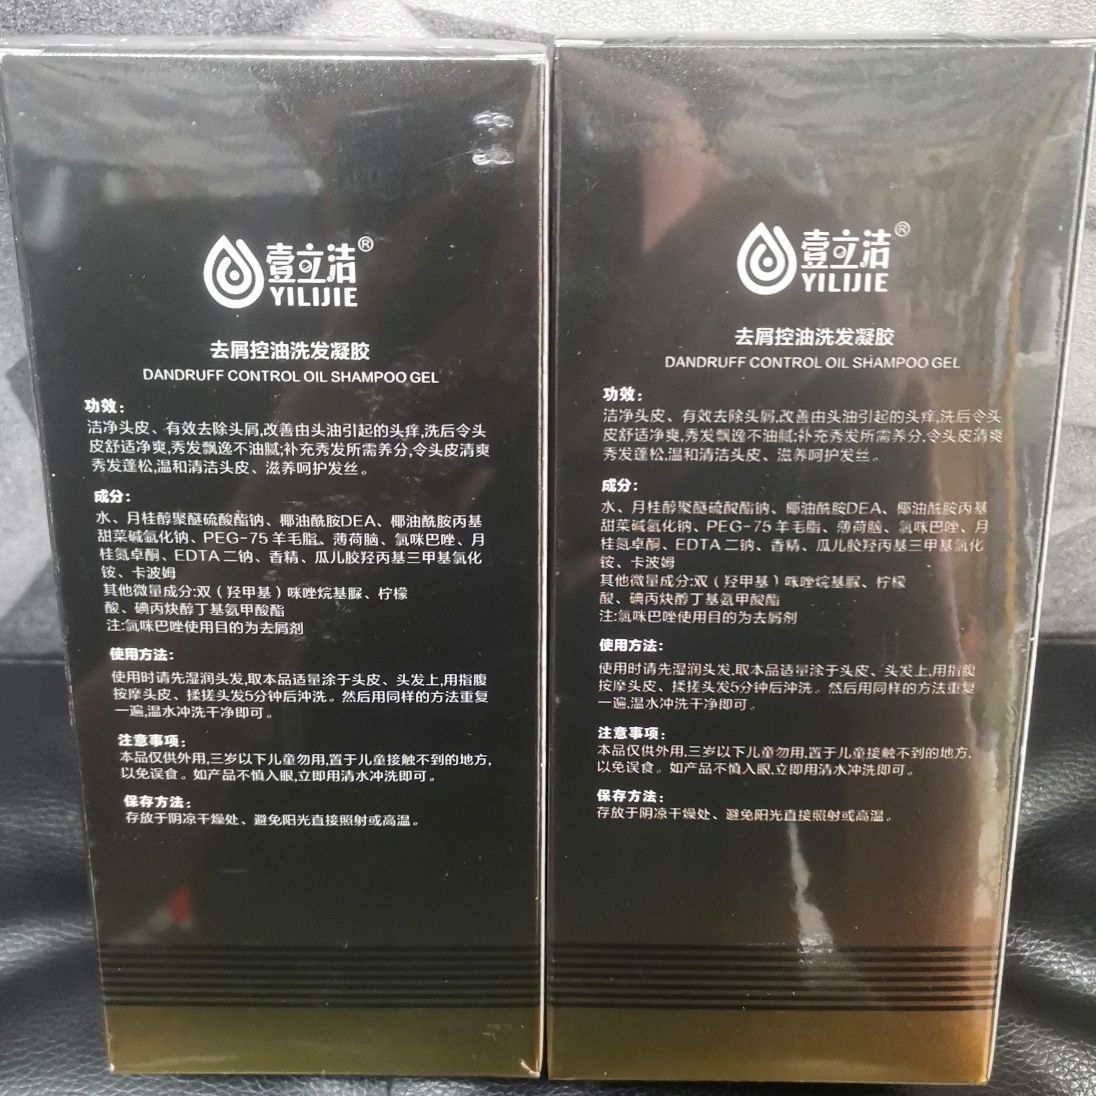 壹立洁®
YILIJIE
去屑控油洗发凝胶
DANDRUFF CONTROL OIL SHAMPOO GEL
功效：
洁净头皮、有效去除头屑,改善由头油引起的头痒,洗后令头
皮舒适净爽,秀发飘逸不油腻;补充秀发所需养分,令头皮清爽
秀发蓬松,温和清洁头皮、滋养呵护发丝。
成分：
水、月桂醇聚醚硫酸酯钠、椰油酰胺DEA、椰油酰胺丙基
甜菜碱氢化钠、PEG-75羊毛脂。薄荷脑、氯咪巴唑、月
桂氮卓酮、EDTA二钠、香精、瓜儿胶羟丙基三甲基氯化
铵、卡波姆
其他微量成分:双（羟甲基）咪唑烷基脲、柠檬
酸、碘丙炔醇丁基氨甲酸酯
注:氯咪巴唑使用目的为去屑剂
使用方法：
使用时请先湿润头发,取本品适量涂于头皮、头发上,用指腹
按摩头皮、揉搓头发5分钟后冲洗。然后用同样的方法重复
一遍,温水冲洗干净即可。
注意事项：
本品仅供外用,三岁以下儿童勿用,置于儿童接触不到的地方,
以免误食。如产品不慎入眼,立即用清水冲洗即可。
保存方法：
存放于阴凉干燥处、避免阳光直接照射或高温。
壹立洁®
YILIJIE
去屑控油洗发凝胶
DANDRUFF CONTROL OIL SHAMPOO GEL
功效：
洁净头皮、有效去除头屑,改善由头油引起的头痒,洗后令头
皮舒适净爽,秀发飘逸不油腻;补充秀发所需养分,令头皮清爽
秀发蓬松,温和清洁头皮、滋养呵护发丝。
成分：
水、月桂醇聚醚硫酸酯钠、椰油酰胺DEA、椰油酰胺丙基
甜菜碱氢化钠、PEG-75羊毛脂、薄荷脑、氯咪巴唑、月
桂氮卓酮、EDTA二钠、香精、瓜儿胶羟丙基三甲基氯化
铵、卡波姆
其他微量成分:双（羟甲基）咪唑烷基脲、柠檬
酸、碘丙炔醇丁基氨甲酸酯
注:氯咪巴唑使用目的为去屑剂
使用方法：
使用时请先湿润头发,取本品适量涂于头皮、头发上,用指腹
按摩头皮、揉搓头发5分钟后冲洗。然后用同样的方法重复
一遍,温水冲洗干净即可。
注意事项：
本品仅供外用,三岁以下儿童勿用,置于儿童接触不到的地方,
以免误食。如产品不慎入眼,立即用清水冲洗即可。
保存方法：
存放于阴凉干燥处、避免阳光直接照射或高温。